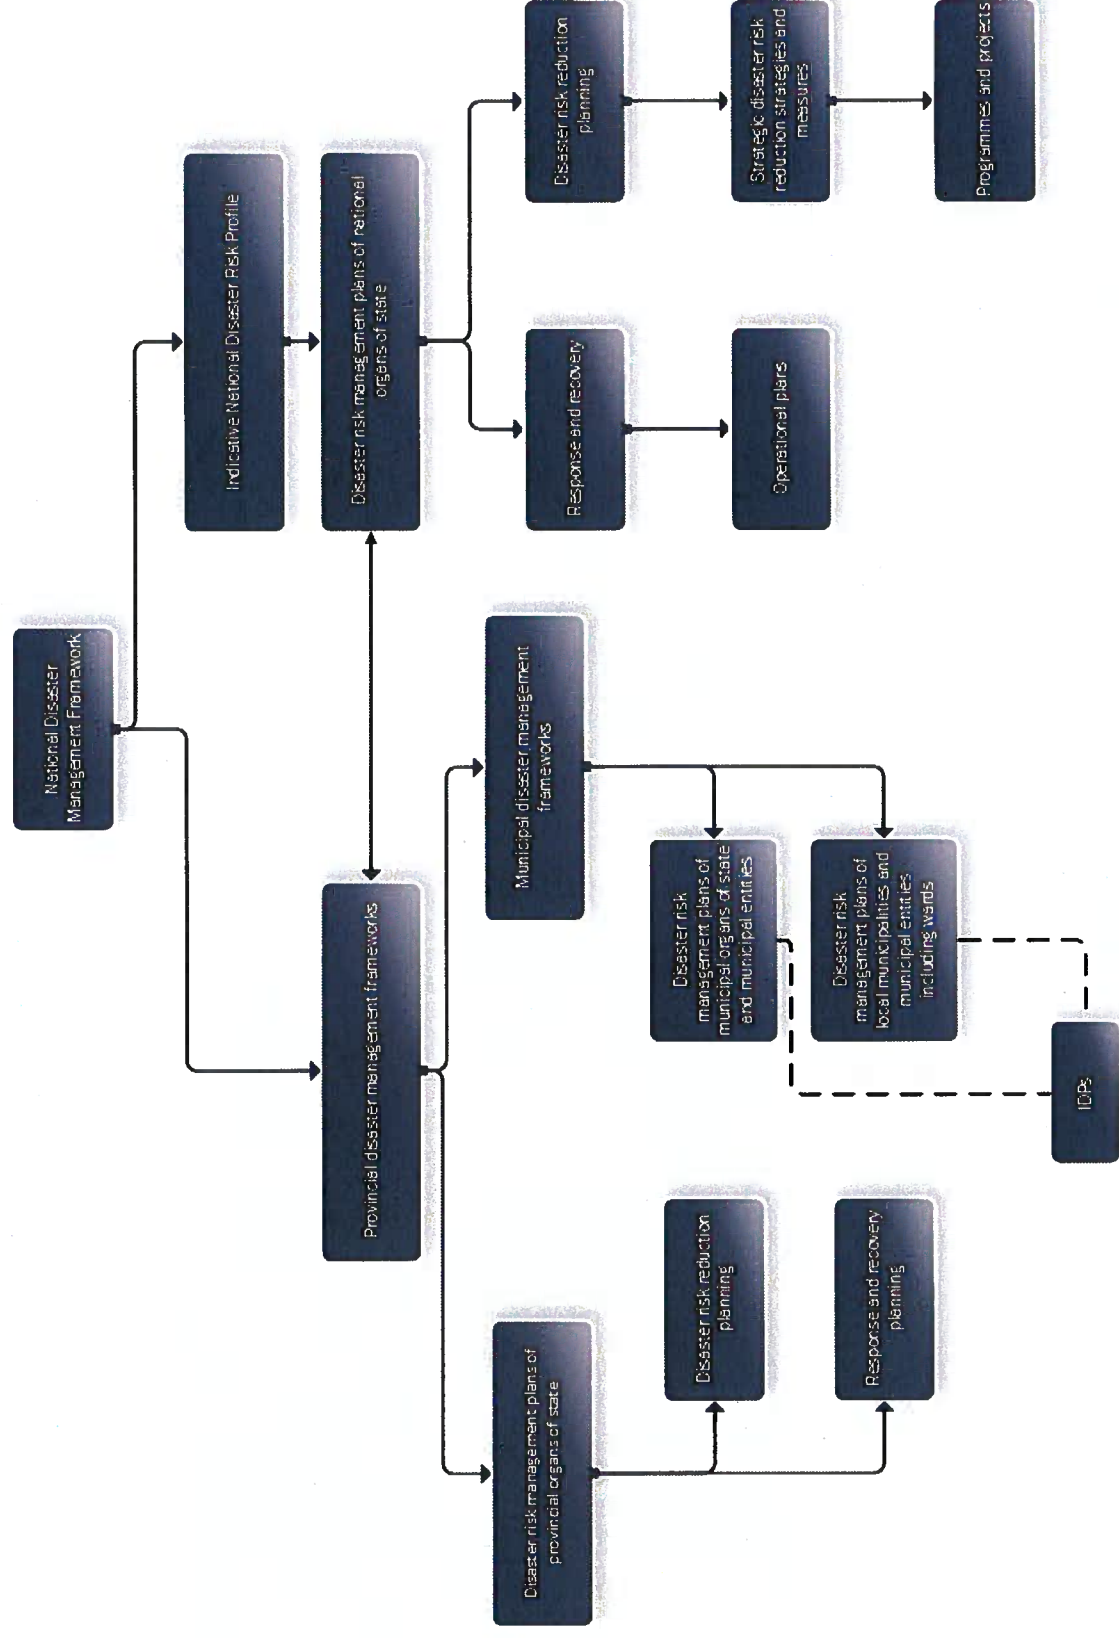 National Disaster
Management Framework
Indicative National Disaster Risk Profile
Provincial disaster management frameworks
Disaster risk management plans of national
organs of state
Disaster risk management plans of
provincial organs of state
Municipal disaster management
frameworks
Response and recovery
Disaster risk reduction
planning
Disaster risk reduction
planning
Disaster risk
management plans of
municipal organs of state
and municipal entities
Operational plans
Strategic disaster risk
reduction strategies and
measures
Response and recovery
planning
Disaster risk
management plans of
local municipalities and
municipal entities
including wards
Programmes and projects
IDPs